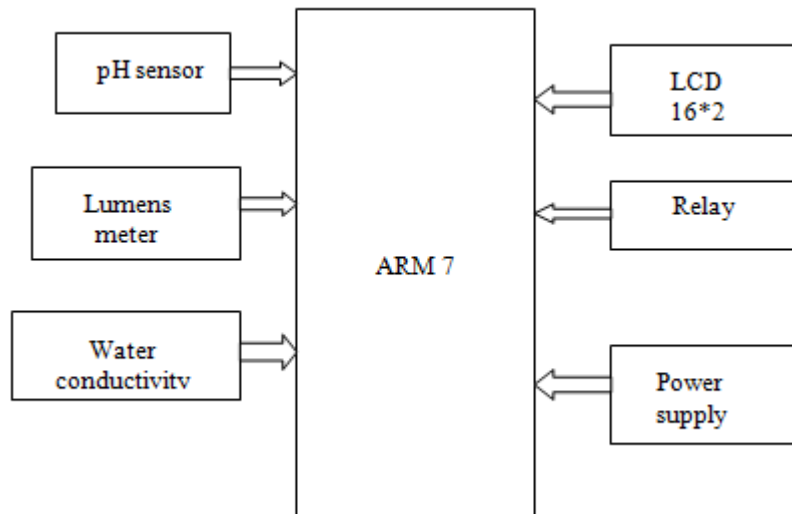 pH sensor
Lumens
meter
Water
conductivity
ARM 7
LCD
16*2
Relay
Power
supply